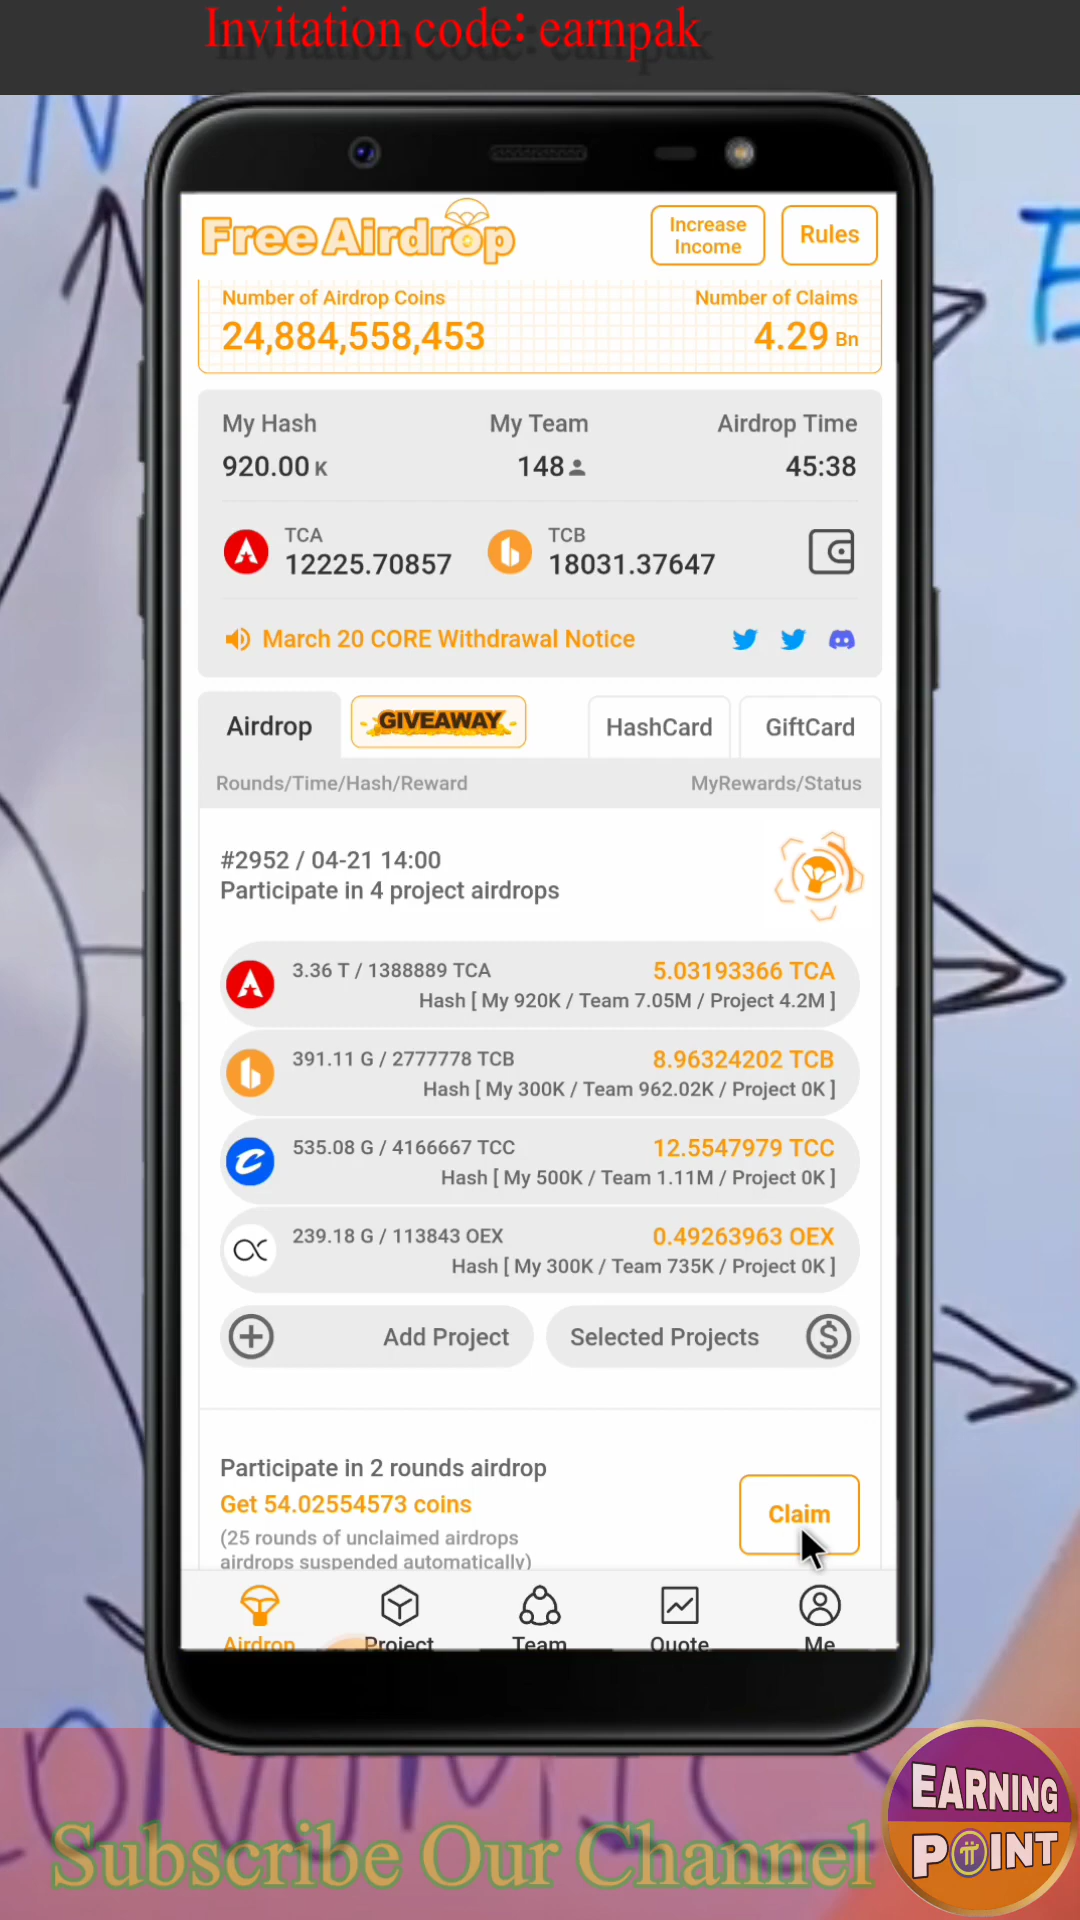 Invitation code: earnpak
Free Airdrop
Increase Income
Rules
Number of Airdrop Coins
Number of Claims
24,884,558,453
4.29 Bn
My Hash
My Team
Airdrop Time
920.00 K
148
45:38
TCA
12225.70857
TCB
18031.37647
March 20 CORE Withdrawal Notice
Airdrop
GIVEAWAY
HashCard
GiftCard
Rounds/Time/Hash/Reward
MyRewards/Status
#2952 / 04-21 14:00
Participate in 4 project airdrops
3.36 T / 1388889 TCA
5.03193366 TCA
Hash [ My 920K / Team 7.05M / Project 4.2M ]
391.11 G / 2777778 TCB
8.96324202 TCB
Hash [ My 300K / Team 962.02K / Project 0K ]
535.08 G / 4166667 TCC
12.5547979 TCC
Hash [ My 500K / Team 1.11M / Project 0K ]
239.18 G / 113843 OEX
0.49263963 OEX
Hash [ My 300K / Team 735K / Project 0K ]
Add Project
Selected Projects
Participate in 2 rounds airdrop
Get 54.02554573 coins
(25 rounds of unclaimed airdrops
airdrops suspended automatically)
Claim
Airdrop
Project
Team
Quote
Me
Subscribe Our Channel
EARNING
POINT